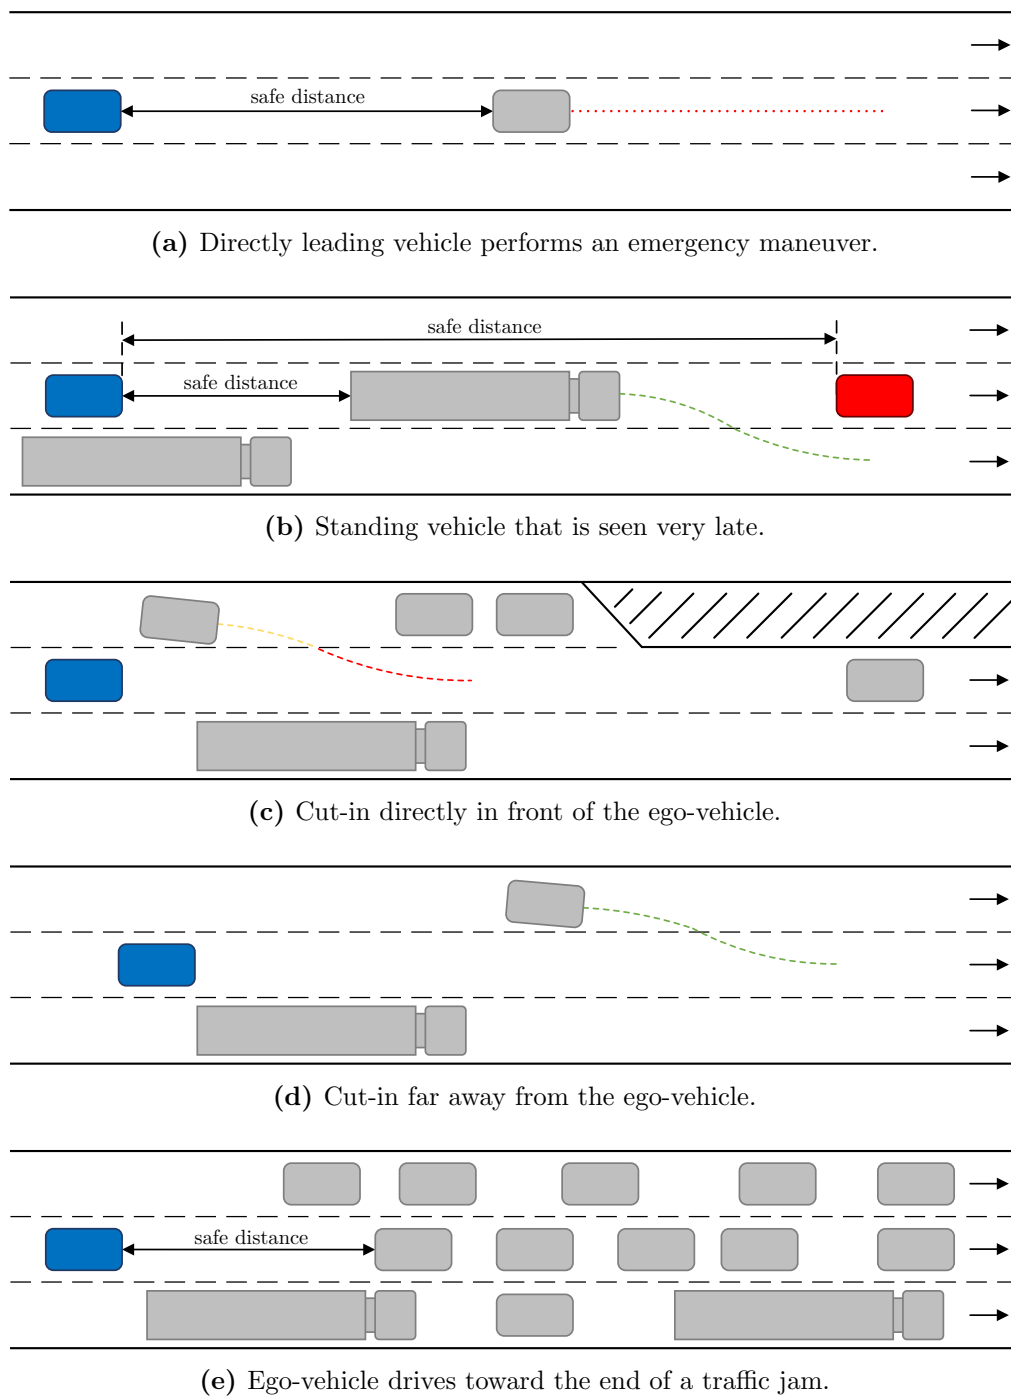 safe distance
(a) Directly leading vehicle performs an emergency maneuver.
safe distance
safe distance
(b) Standing vehicle that is seen very late.
(c) Cut-in directly in front of the ego-vehicle.
(d) Cut-in far away from the ego-vehicle.
safe distance
(e) Ego-vehicle drives toward the end of a traffic jam.